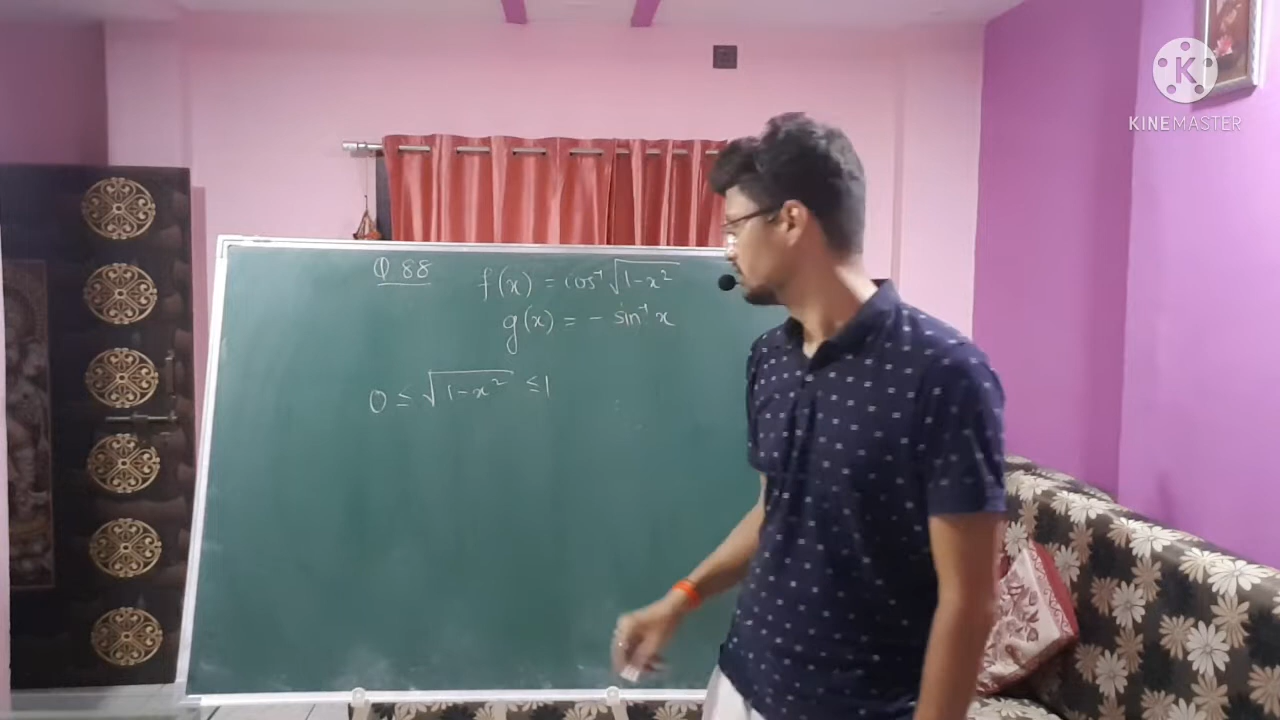 Q 88 f(x) = cos⁻¹ √(1-x²)
g(x) = - sin⁻¹ x
0 ≤ √(1-x²) ≤ 1
K
KINEMASTER